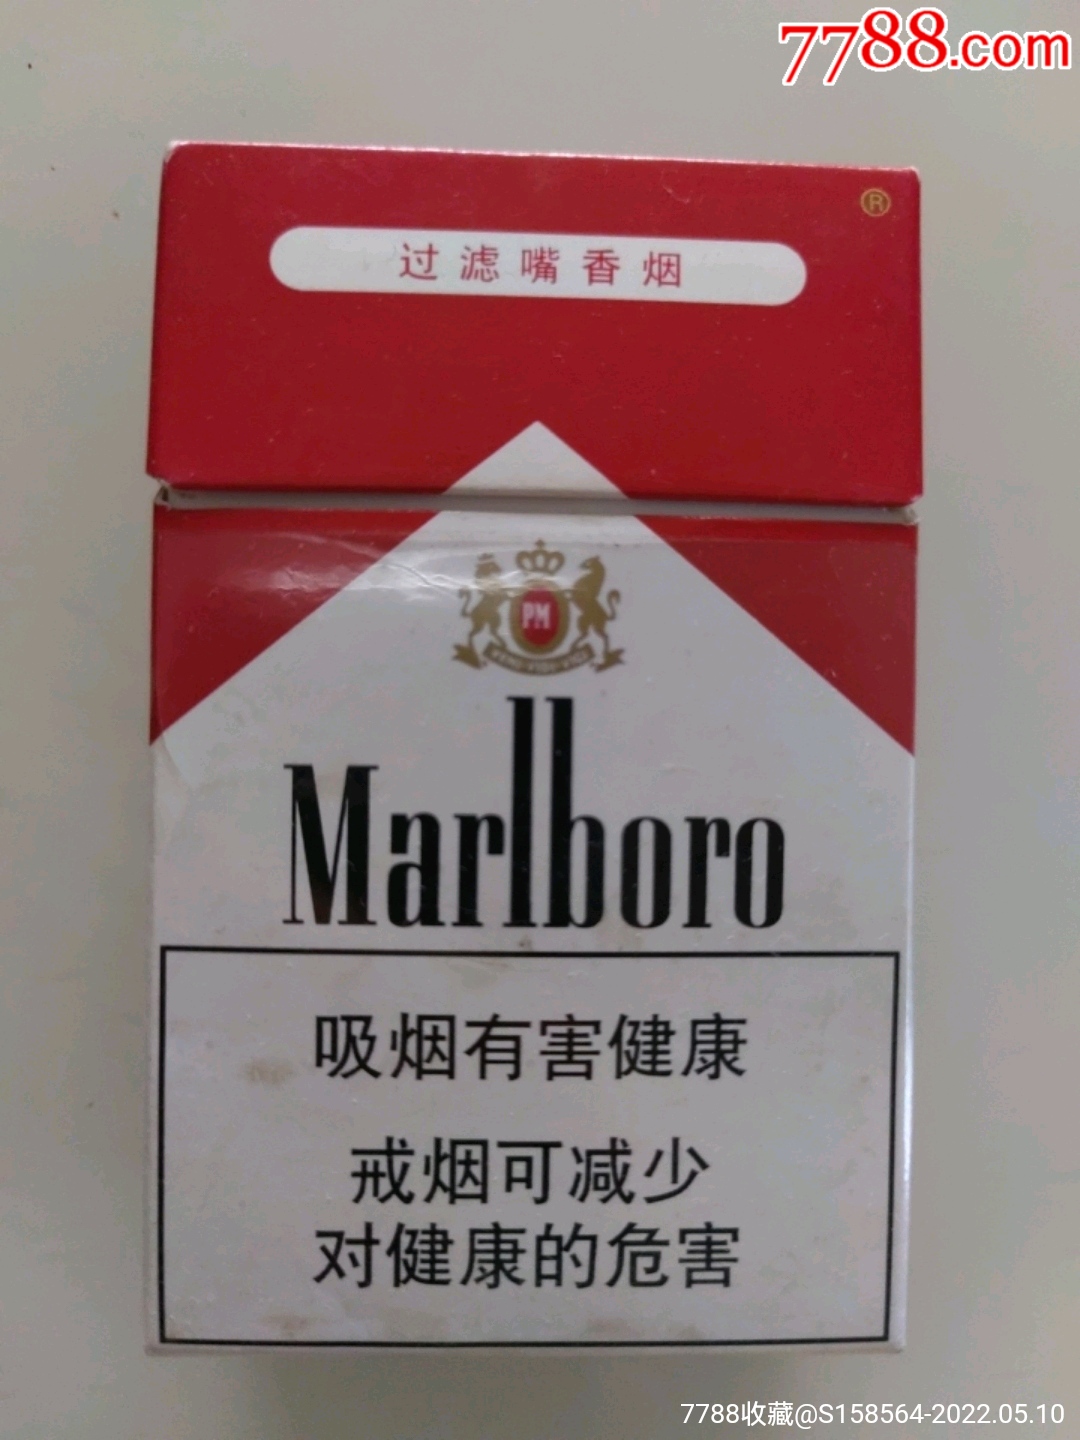 7788.com
®
过滤嘴香烟
PM
Marlboro
吸烟有害健康
戒烟可减少
对健康的危害
7788收藏@S158564-2022.05.10